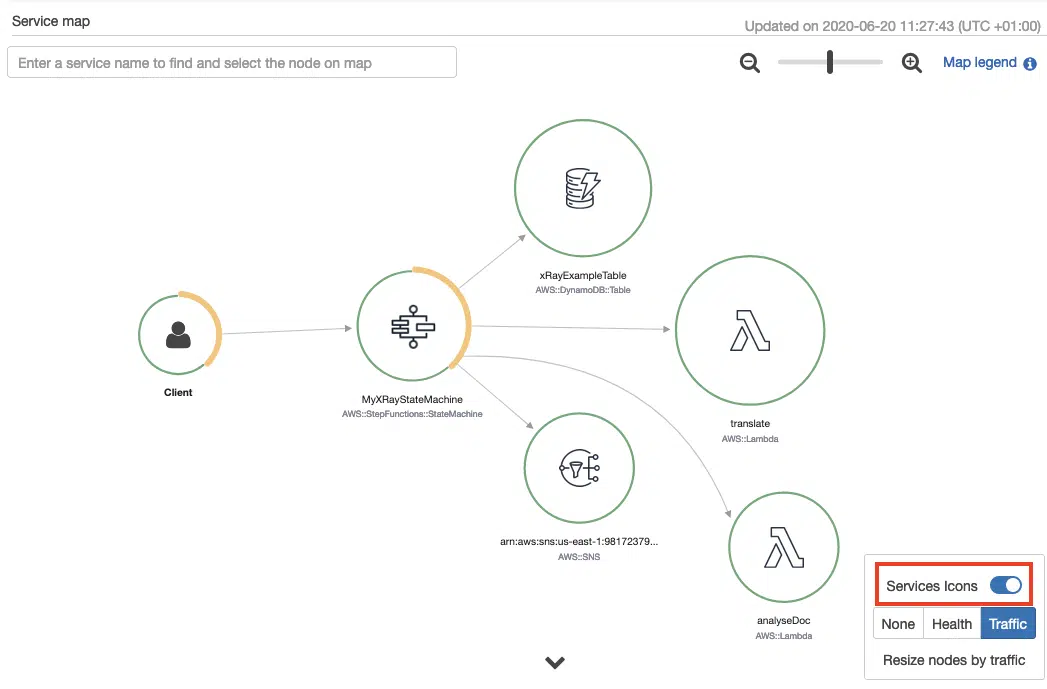 Service map
Updated on 2020-06-20 11:27:43 (UTC +01:00)
Enter a service name to find and select the node on map
Map legend
xRayExampleTable
AWS::DynamoDB::Table
Client
MyXRayStateMachine
AWS::StepFunctions::StateMachine
translate
AWS::Lambda
arn:aws:sns:us-east-1:98172379...
AWS::SNS
analyseDoc
AWS::Lambda
Services Icons
None Health Traffic
Resize nodes by traffic